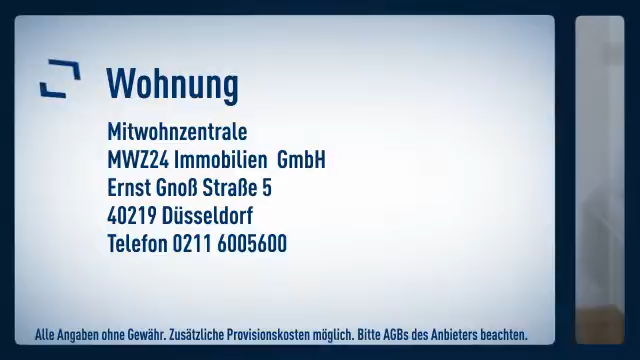 Wohnung
Mitwohnzentrale
MWZ24 Immobilien GmbH
Ernst Gnoß Straße 5
40219 Düsseldorf
Telefon 0211 6005600
Alle Angaben ohne Gewähr. Zusätzliche Provisionskosten möglich. Bitte AGBs des Anbieters beachten.